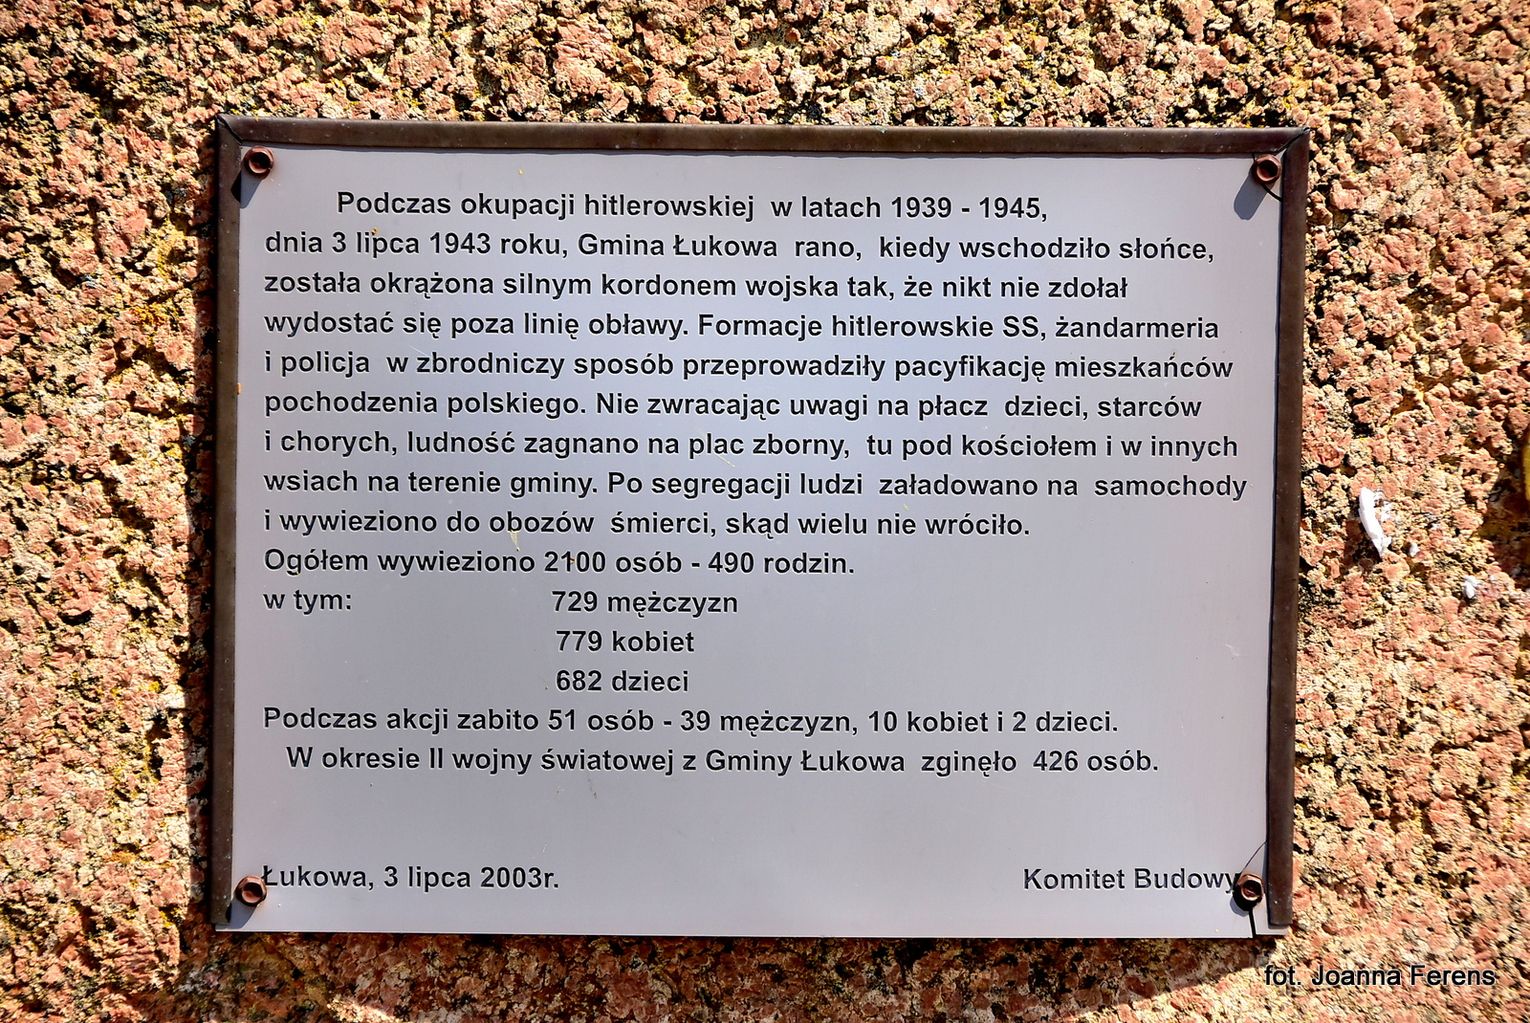 Podczas okupacji hitlerowskiej w latach 1939 - 1945,
dnia 3 lipca 1943 roku, Gmina Łukowa rano, kiedy wschodziło słońce,
została okrążona silnym kordonem wojska tak, że nikt nie zdołał
wydostać się poza linię obławy. Formacje hitlerowskie SS, żandarmeria
i policja w zbrodniczy sposób przeprowadziły pacyfikację mieszkańców
pochodzenia polskiego. Nie zwracając uwagi na płacz dzieci, starców
i chorych, ludność zagnano na plac zborny, tu pod kościołem i w innych
wsiach na terenie gminy. Po segregacji ludzi załadowano na samochody
i wywieziono do obozów śmierci, skąd wielu nie wróciło.
Ogółem wywieziono 2100 osób - 490 rodzin.
w tym: 729 mężczyzn
779 kobiet
682 dzieci
Podczas akcji zabito 51 osób - 39 mężczyzn, 10 kobiet i 2 dzieci.
W okresie II wojny światowej z Gminy Łukowa zginęło 426 osób.
Łukowa, 3 lipca 2003r. Komitet Budowy
fot. Joanna Ferens